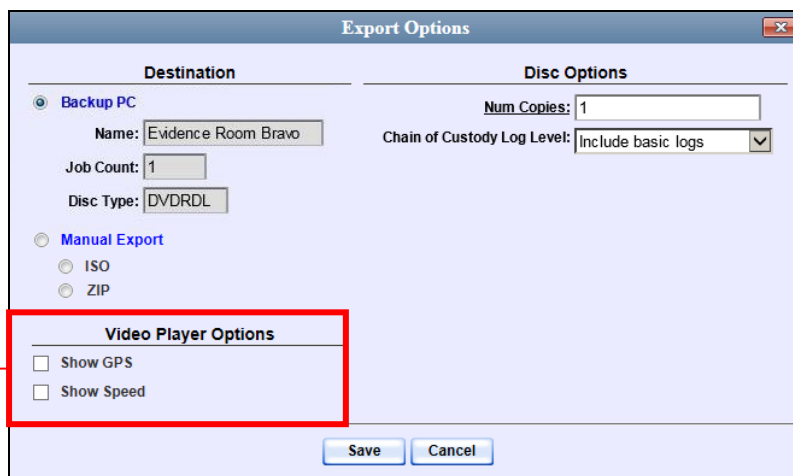 Export Options
Destination
Backup PC
Name: Evidence Room Bravo
Job Count: 1
Disc Type: DVDRDL
Manual Export
ISO
ZIP
Video Player Options
Show GPS
Show Speed
Disc Options
Num Copies: 1
Chain of Custody Log Level: Include basic logs
Save Cancel